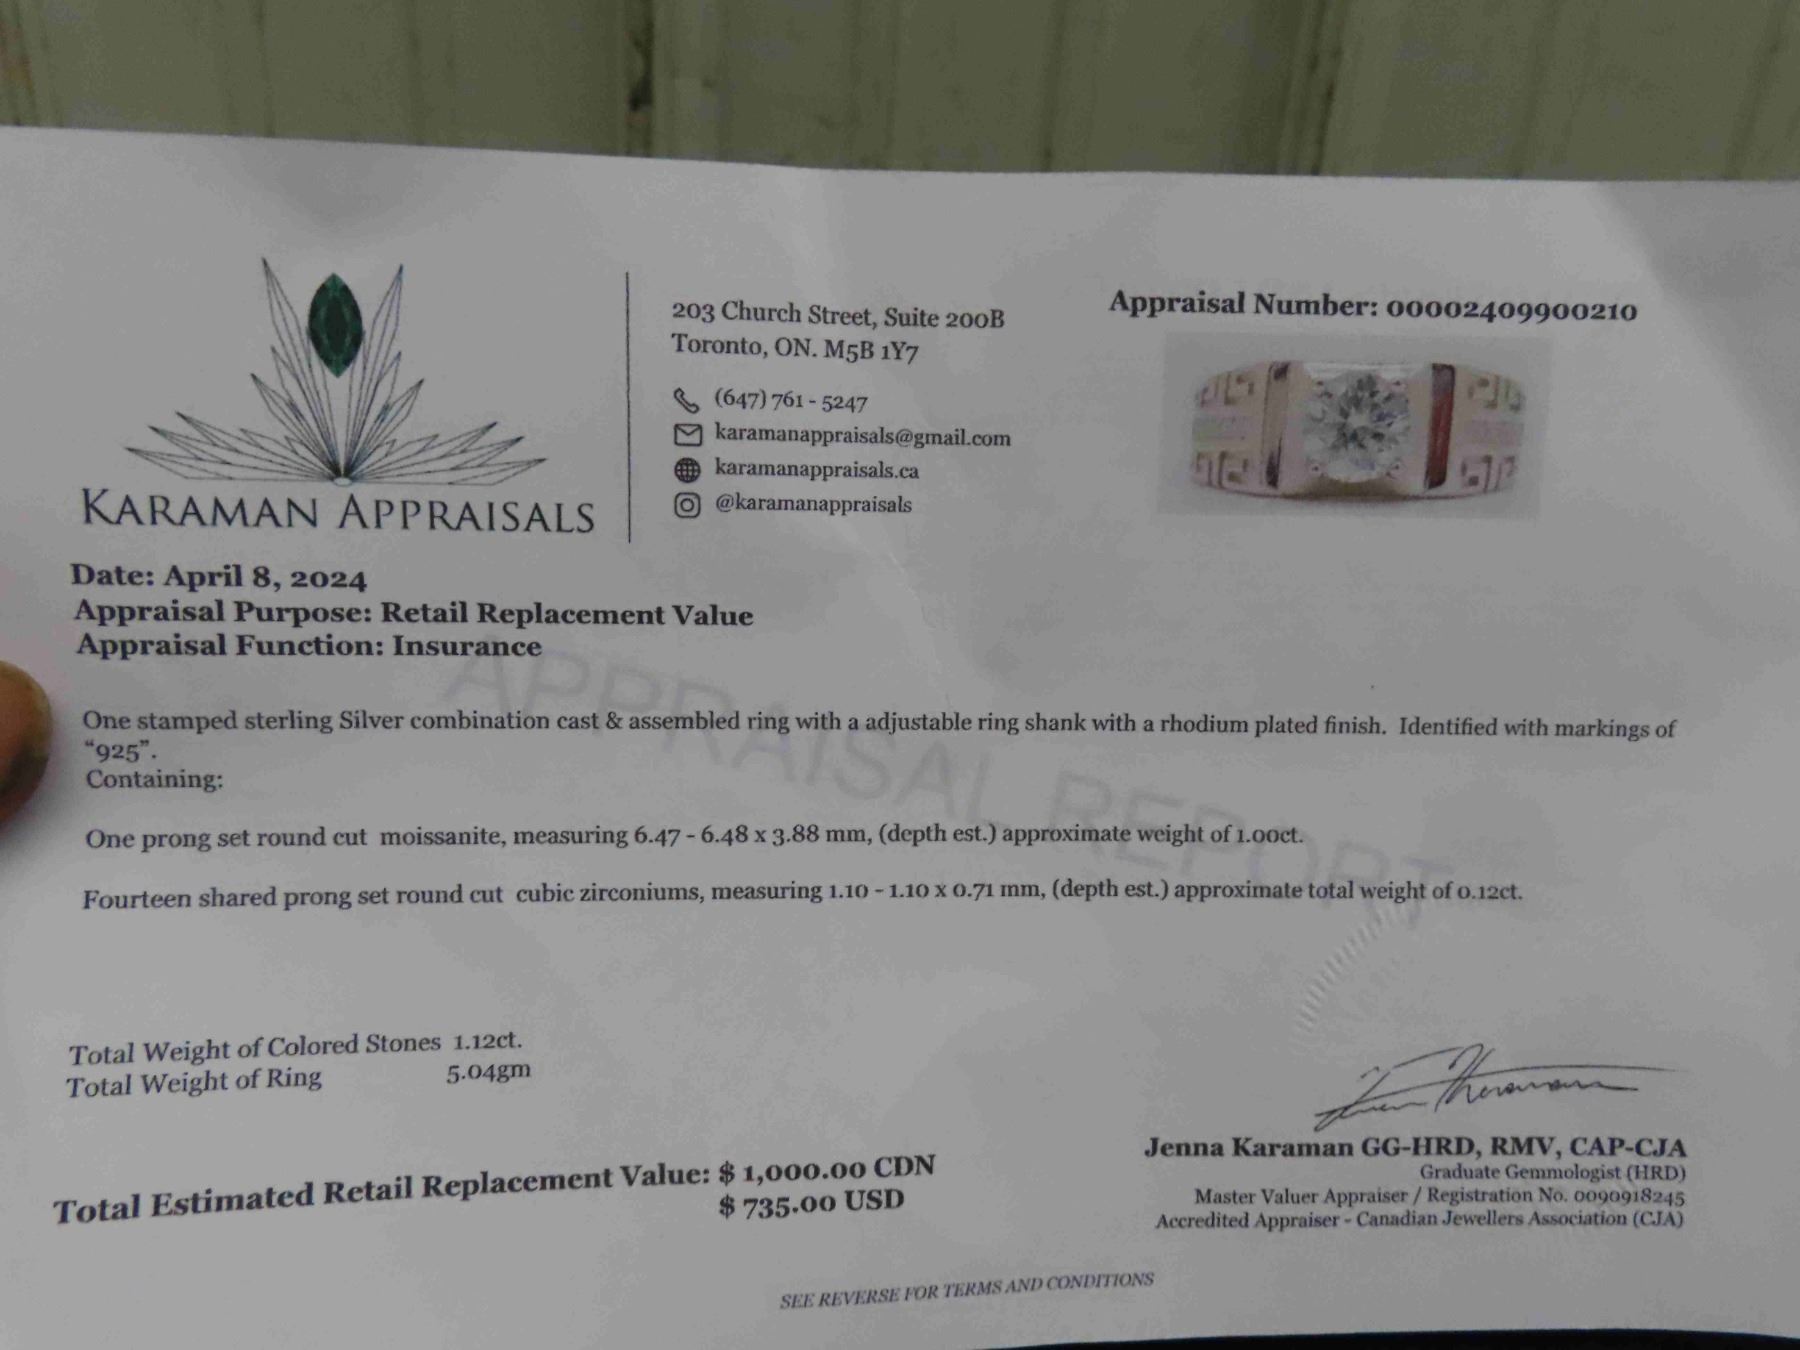 KARAMAN APPRAISALS
203 Church Street, Suite 200B
Toronto, ON. M5B 1Y7
(647) 761 - 5247
karamanappraisals@gmail.com
karamanappraisals.ca
@karamanappraisals
Appraisal Number: 00002409900210
Date: April 8, 2024
Appraisal Purpose: Retail Replacement Value
Appraisal Function: Insurance
APPRAISAL REPORT
One stamped sterling Silver combination cast & assembled ring with a adjustable ring shank with a rhodium plated finish. Identified with markings of
“925”.
Containing:
One prong set round cut moissanite, measuring 6.47 - 6.48 x 3.88 mm, (depth est.) approximate weight of 1.00ct.
Fourteen shared prong set round cut cubic zirconiums, measuring 1.10 - 1.10 x 0.71 mm, (depth est.) approximate total weight of 0.12ct.
Total Weight of Colored Stones 1.12ct.
Total Weight of Ring 5.04gm
Total Estimated Retail Replacement Value: $ 1,000.00 CDN
$ 735.00 USD
Jenna Karaman GG-HRD, RMV, CAP-CJA
Graduate Gemmologist (HRD)
Master Valuer Appraiser / Registration No. 0090918245
Accredited Appraiser - Canadian Jewellers Association (CJA)
SEE REVERSE FOR TERMS AND CONDITIONS